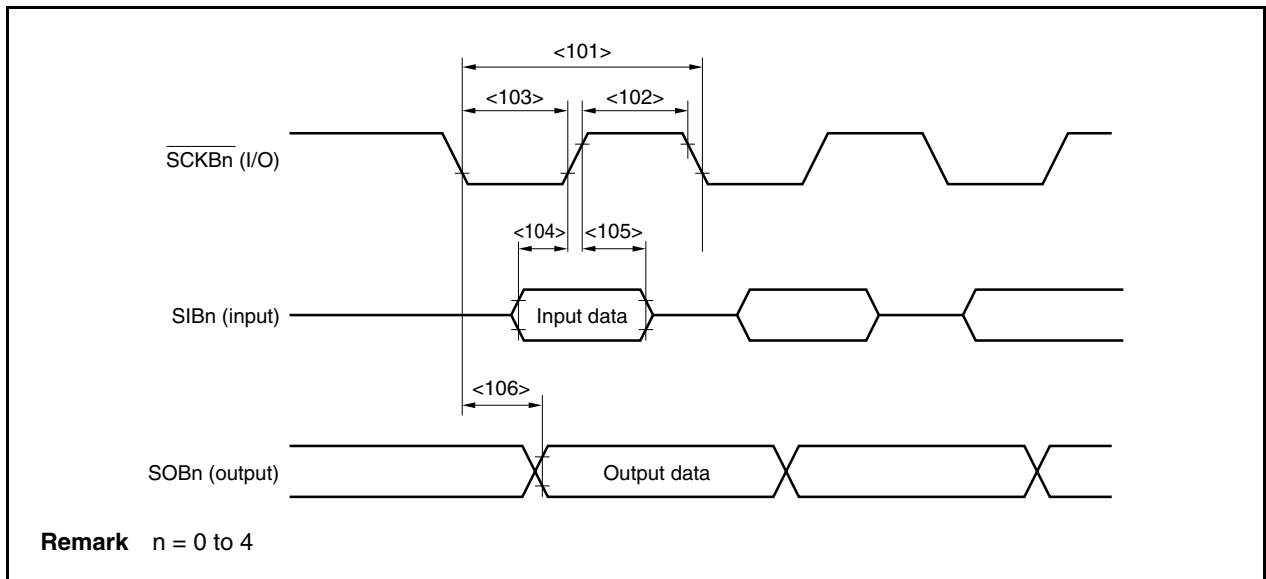 <101>
<103>
<102>
SCKBn (I/O)
<104>
<105>
SIBn (input)
Input data
<106>
SOBn (output)
Output data
Remark n = 0 to 4